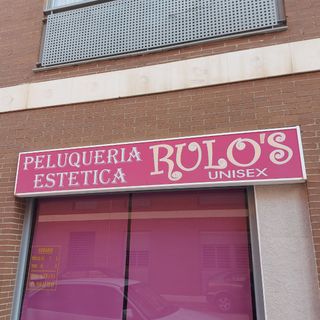 PELUQUERIA
ESTETICA
RULO'S
UNISEX